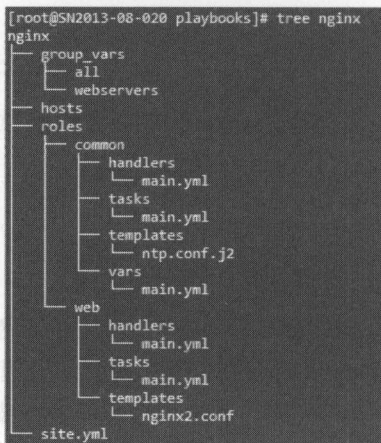 [root@SN2013-08-020 playbooks]# tree nginx
nginx
├── group_vars
│   ├── all
│   └── webservers
├── hosts
├── roles
│   ├── common
│   │   ├── handlers
│   │   │   └── main.yml
│   │   ├── tasks
│   │   │   └── main.yml
│   │   ├── templates
│   │   │   └── ntp.conf.j2
│   │   └── vars
│   │       └── main.yml
│   └── web
│       ├── handlers
│       │   └── main.yml
│       ├── tasks
│       │   └── main.yml
│       └── templates
│           └── nginx2.conf
└── site.yml